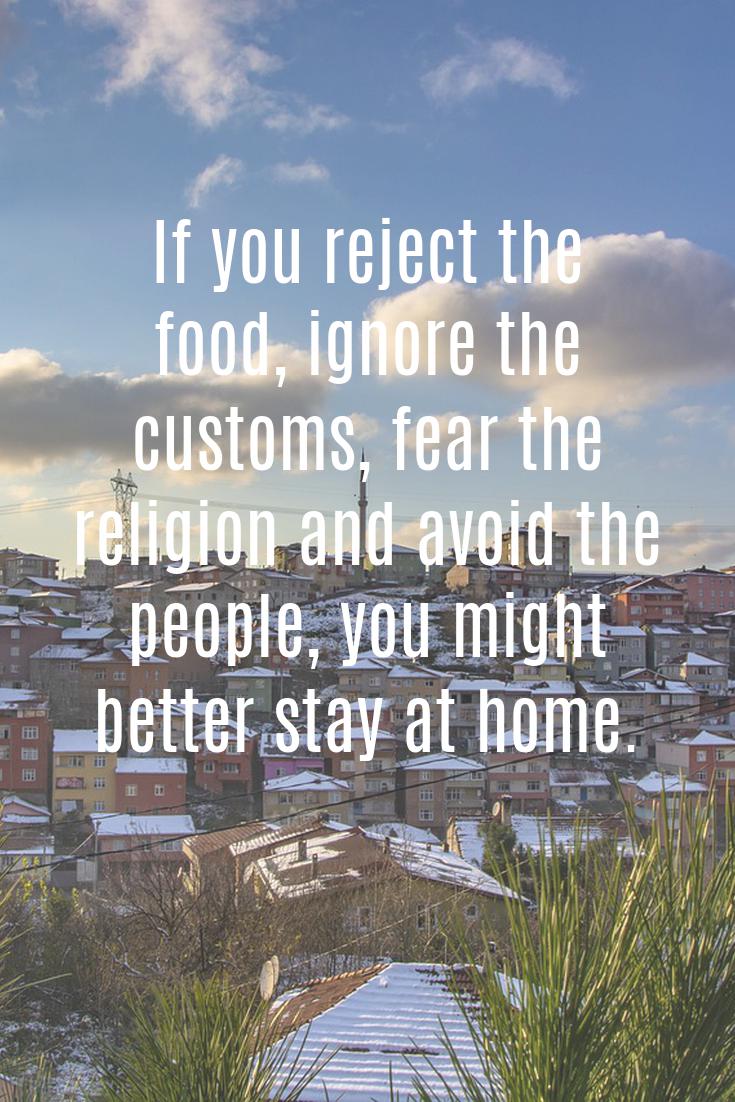 If you reject the
food, ignore the
customs, fear the
religion and avoid the
people, you might
better stay at home.